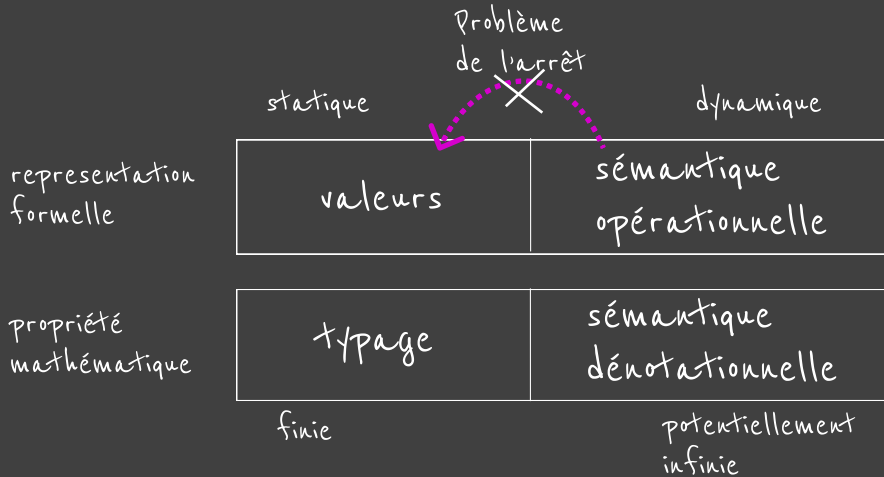 Problème
de l'arrêt
statique
dynamique
representation
formelle
valeurs
sémantique
opérationnelle
propriété
mathématique
typage
sémantique
dénotationnelle
finie
potentiellement
infinie